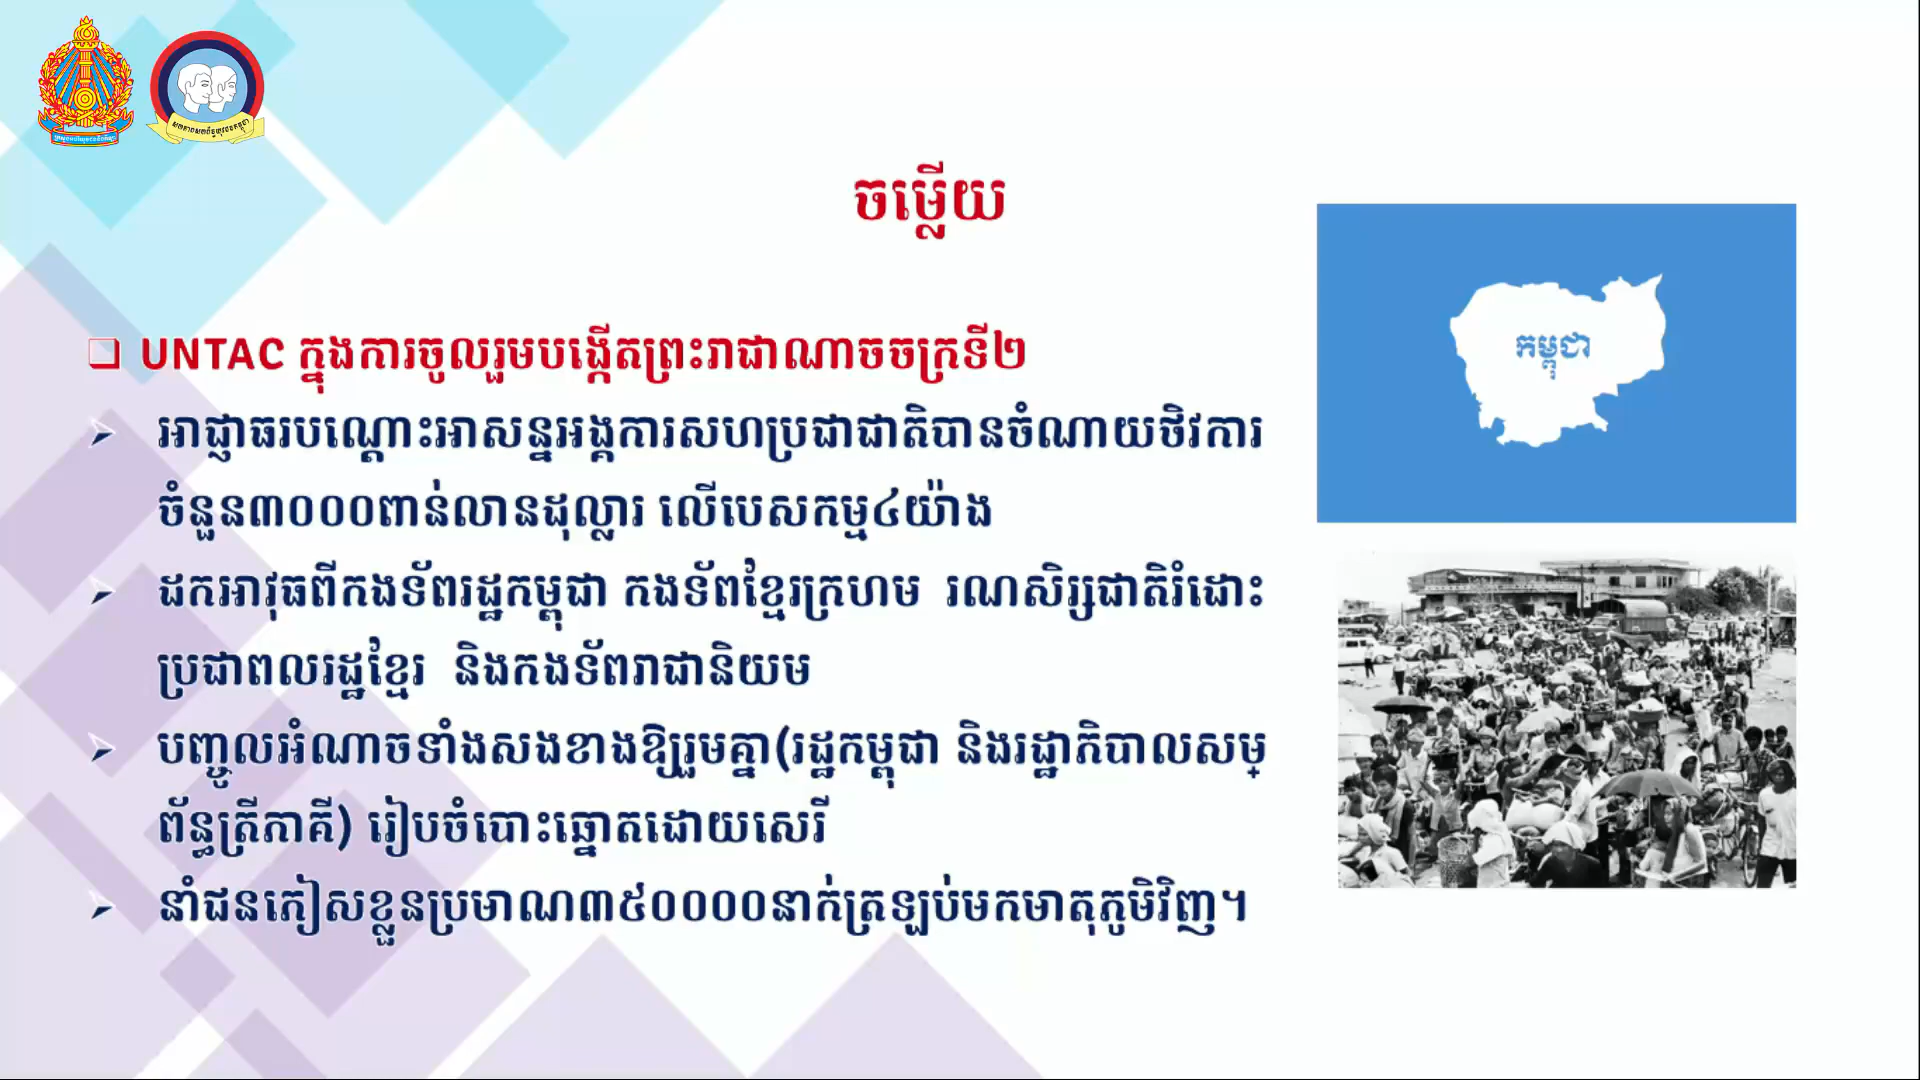 ចម្លើយ
UNTAC ក្នុងការចូលរួមបង្កើតព្រះរាជាណាចចក្រទី២
អាជ្ញាធរបណ្ដោះអាសន្នអង្គការសហប្រជាជាតិបានចំណាយថិវការ
ចំនួន៣០០០ពាន់លានដុល្លារ លើបេសកម្ម៤យ៉ាង
ដកអាវុធពីកងទ័ពរដ្ឋកម្ពុជា កងទ័ពខ្មែរក្រហម រណសិរ្សជាតិរំដោះ
ប្រជាពលរដ្ឋខ្មែរ និងកងទ័ពរាជានិយម
បញ្ចូលអំណាចទាំងសងខាងឱ្យរួមគ្នា(រដ្ឋកម្ពុជា និងរដ្ឋាភិបាលសម្
ព័ន្ធត្រីភាគី) រៀបចំបោះឆ្នោតដោយសេរី
នាំជនភៀសខ្លួនប្រមាណ៣៥០០០០នាក់ត្រឡប់មកមាតុភូមិវិញ។
កម្ពុជា